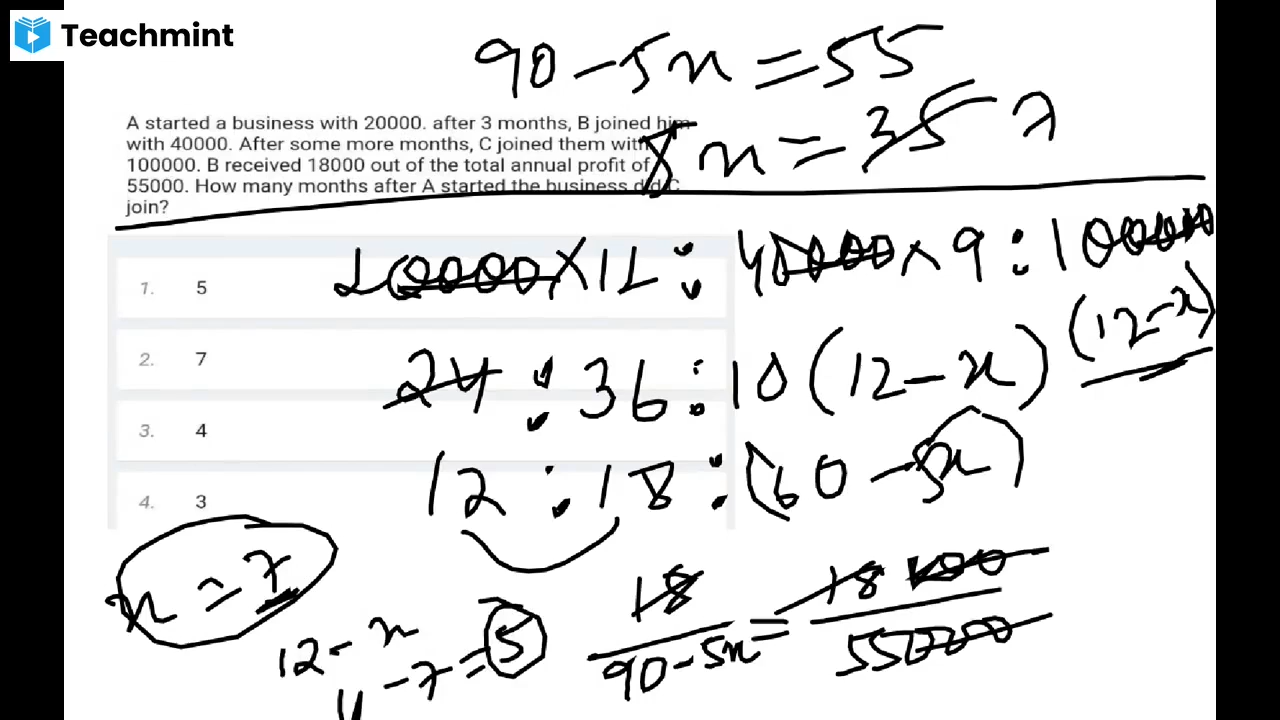 Teachmint
90-5x=55
A started a business with 20000. after 3 months, B joined him
with 40000. After some more months, C joined them with
100000. B received 18000 out of the total annual profit of
55000. How many months after A started the business did C
join?
5x=35 7
20000×12 : 40000×9 : 100000
(12-x)
1. 5
2. 7
24 : 36 : 10(12-x)
3. 4
12 : 18 : (60-5x)
4. 3
x=7
18 = 18000
90-5x 55000
12-x
-7=5